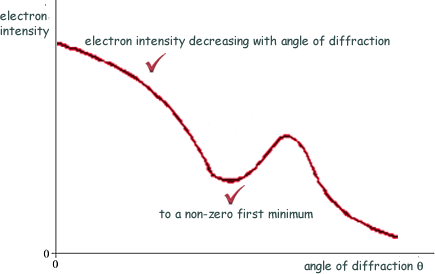 electron
intensity
electron intensity decreasing with angle of diffraction
to a non-zero first minimum
0
0
angle of diffraction θ